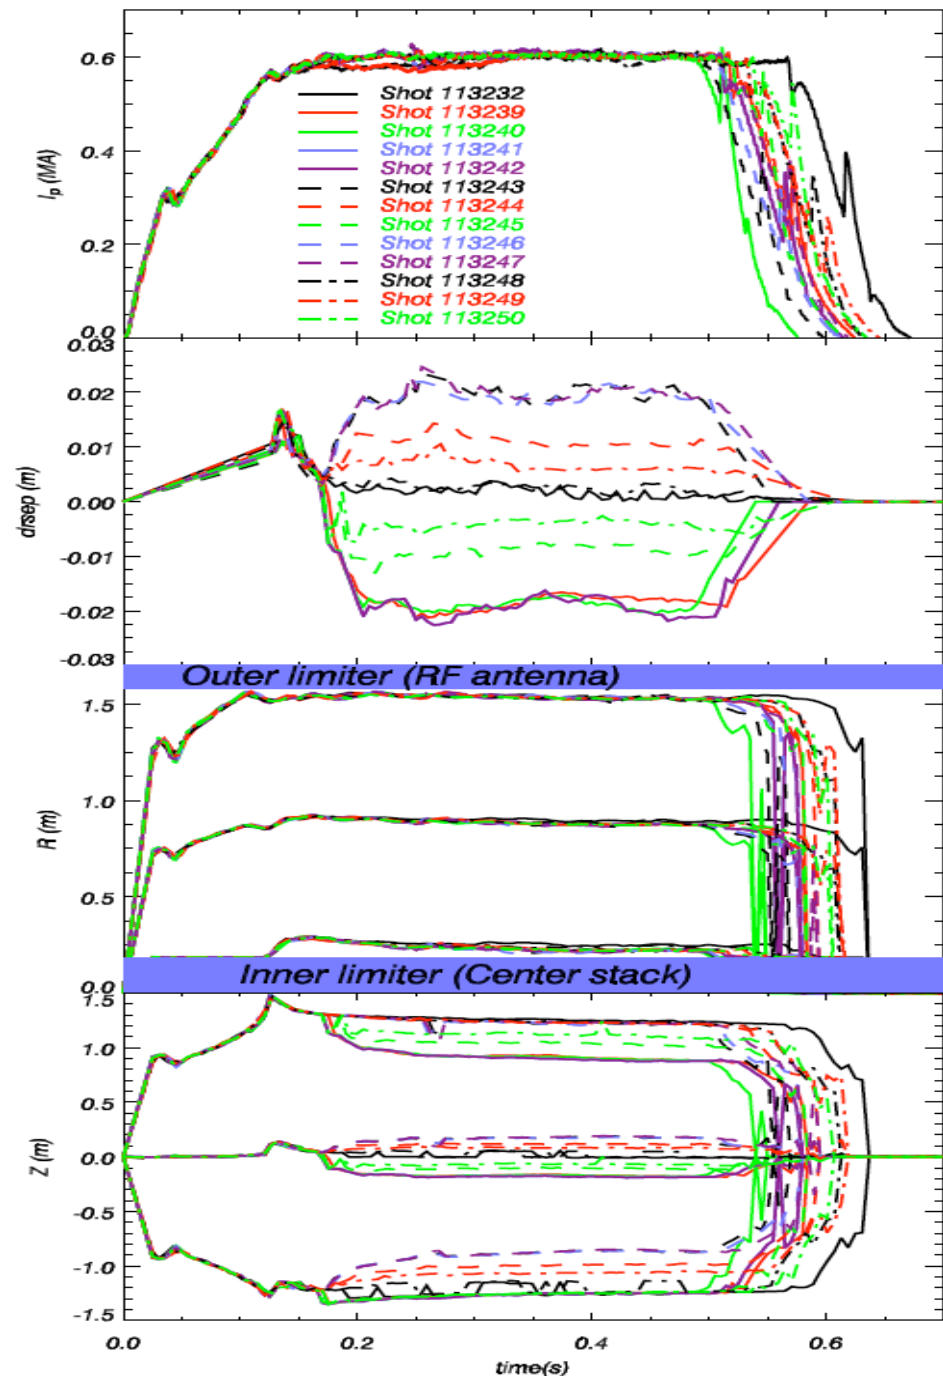 0.6
0.4
0.2
0.0
I_p (MA)
Shot 113232
Shot 113239
Shot 113240
Shot 113241
Shot 113242
Shot 113243
Shot 113244
Shot 113245
Shot 113246
Shot 113247
Shot 113248
Shot 113249
Shot 113250
0.03
0.02
0.01
0.00
-0.01
-0.02
-0.03
drsep (m)
Outer limiter (RF antenna)
1.5
1.0
0.5
0.0
R (m)
Inner limiter (Center stack)
1.5
1.0
0.5
0.0
-0.5
-1.0
-1.5
Z (m)
0.0 0.2 0.4 0.6
time(s)